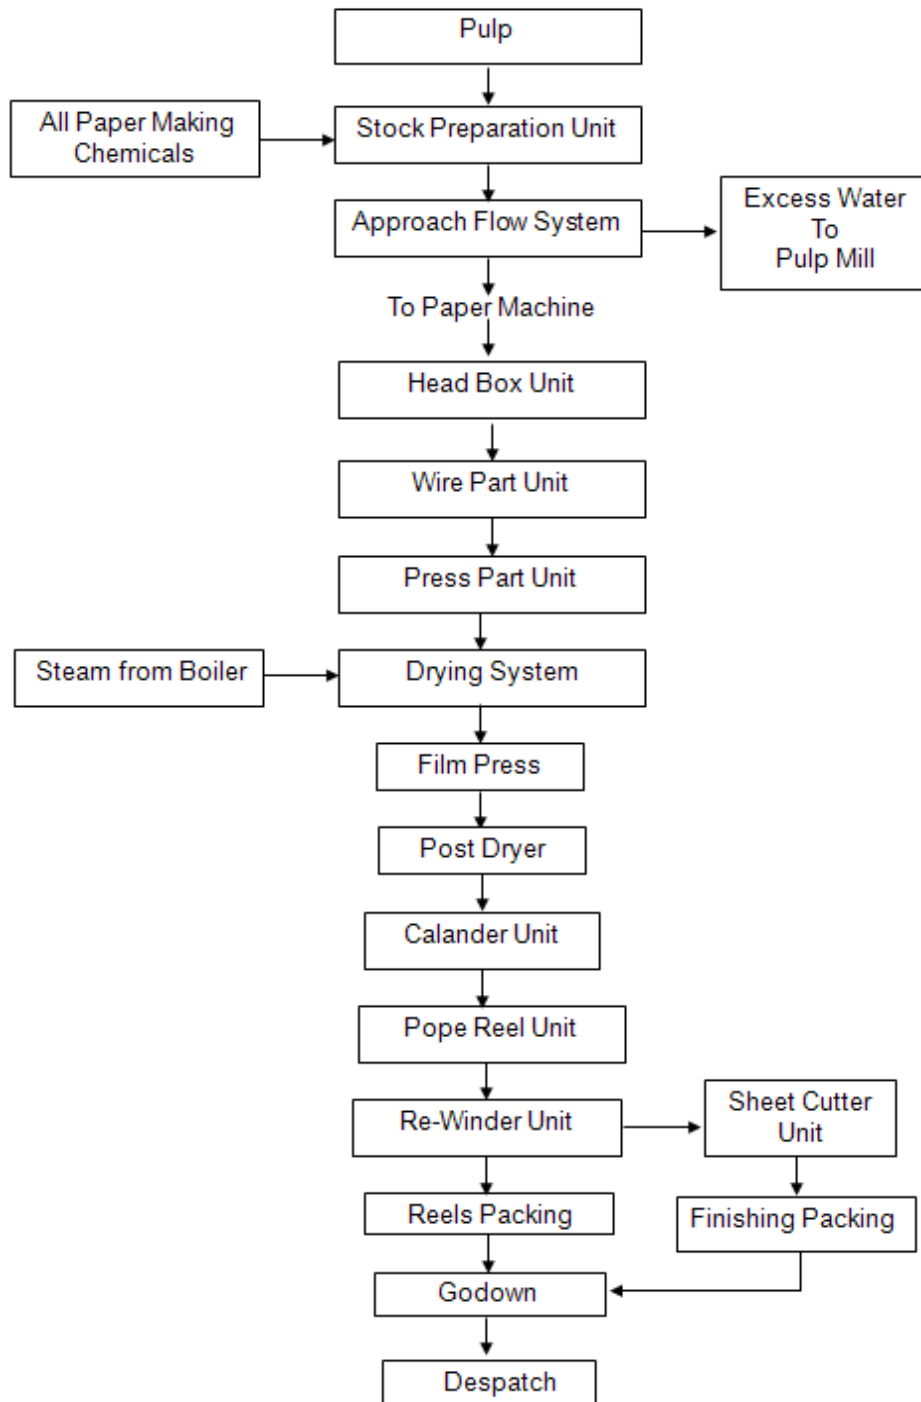 Pulp
All Paper Making
Chemicals
Stock Preparation Unit
Approach Flow System
Excess Water
To
Pulp Mill
To Paper Machine
Head Box Unit
Wire Part Unit
Press Part Unit
Steam from Boiler
Drying System
Film Press
Post Dryer
Calander Unit
Pope Reel Unit
Re-Winder Unit
Sheet Cutter
Unit
Reels Packing
Finishing Packing
Godown
Despatch